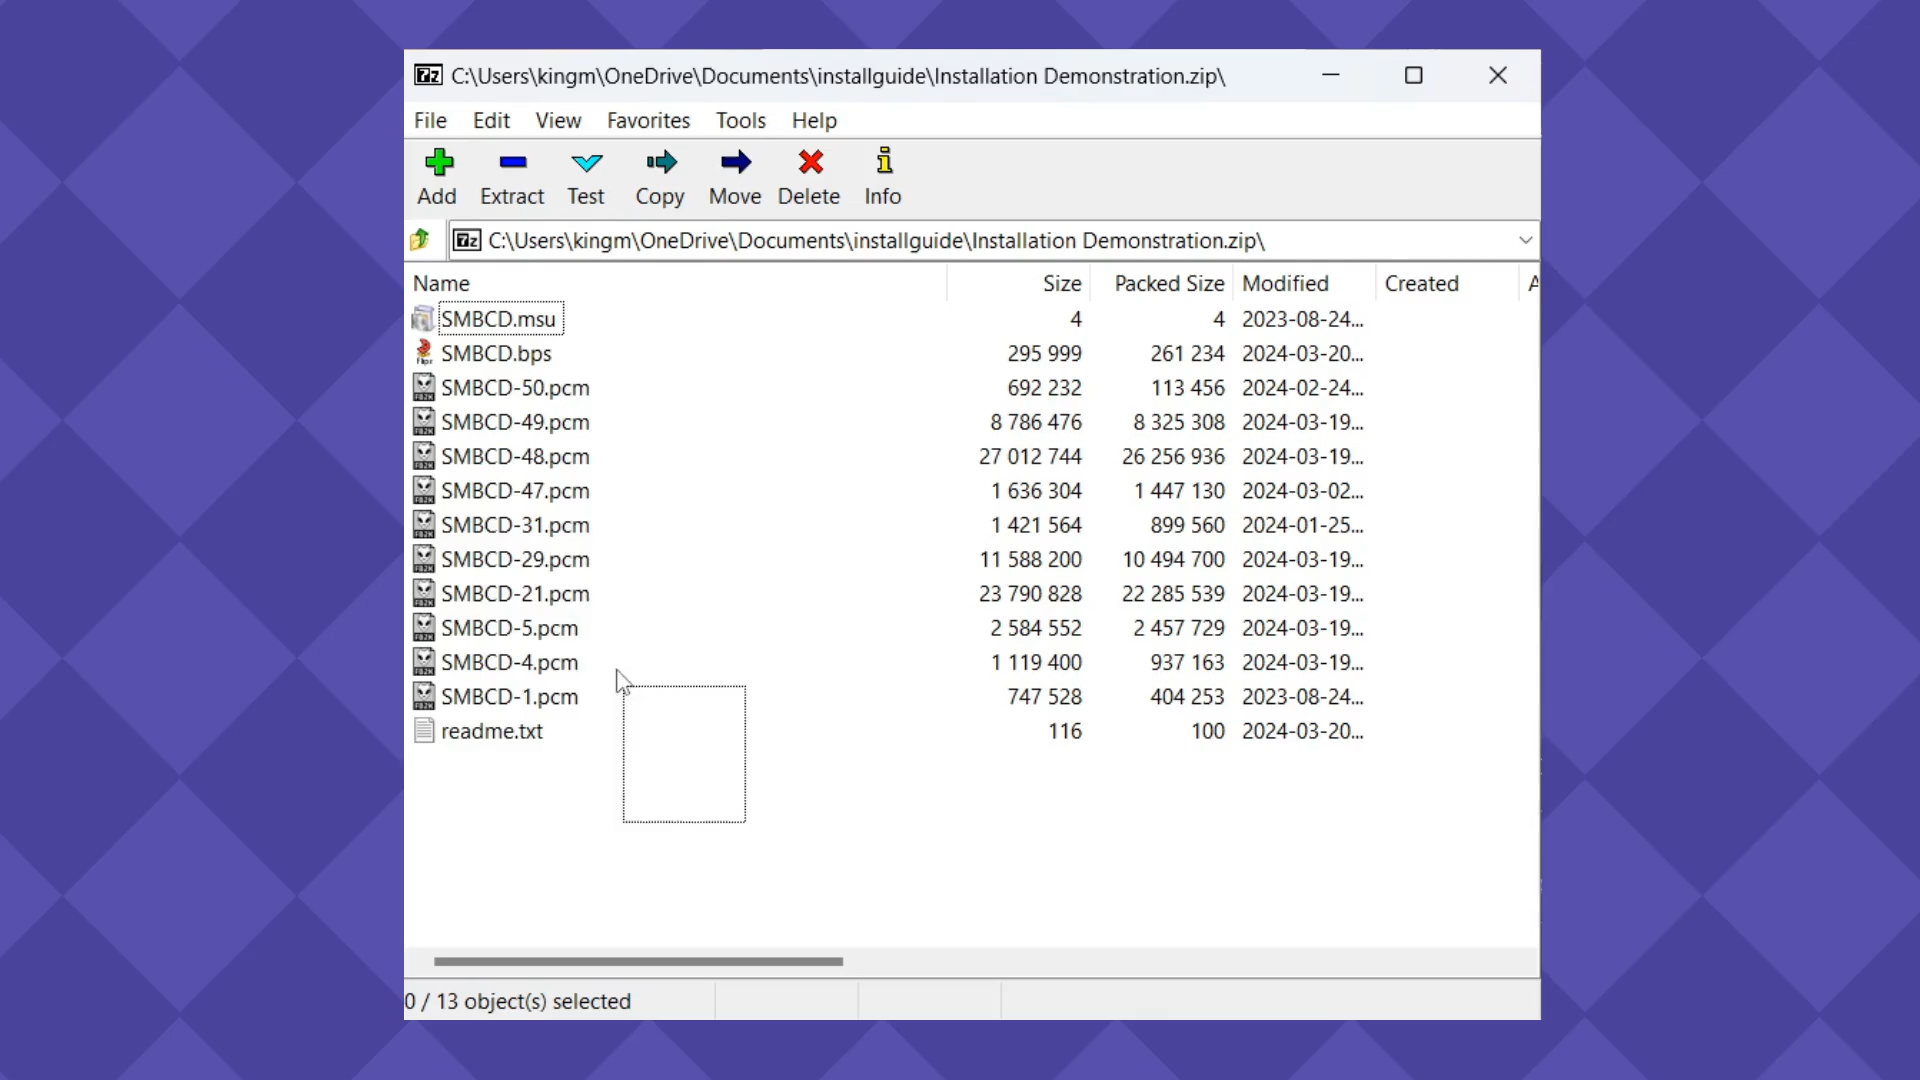 7z C:\Users\kingm\OneDrive\Documents\installguide\Installation Demonstration.zip\
File Edit View Favorites Tools Help
Add Extract Test Copy Move Delete Info
7z C:\Users\kingm\OneDrive\Documents\installguide\Installation Demonstration.zip\
Name Size Packed Size Modified Created A
SMBCD.msu 4 4 2023-08-24...
SMBCD.bps 295 999 261 234 2024-03-20...
SMBCD-50.pcm 692 232 113 456 2024-02-24...
SMBCD-49.pcm 8 786 476 8 325 308 2024-03-19...
SMBCD-48.pcm 27 012 744 26 256 936 2024-03-19...
SMBCD-47.pcm 1 636 304 1 447 130 2024-03-02...
SMBCD-31.pcm 1 421 564 899 560 2024-01-25...
SMBCD-29.pcm 11 588 200 10 494 700 2024-03-19...
SMBCD-21.pcm 23 790 828 22 285 539 2024-03-19...
SMBCD-5.pcm 2 584 552 2 457 729 2024-03-19...
SMBCD-4.pcm 1 119 400 937 163 2024-03-19...
SMBCD-1.pcm 747 528 404 253 2023-08-24...
readme.txt 116 100 2024-03-20...
0 / 13 object(s) selected